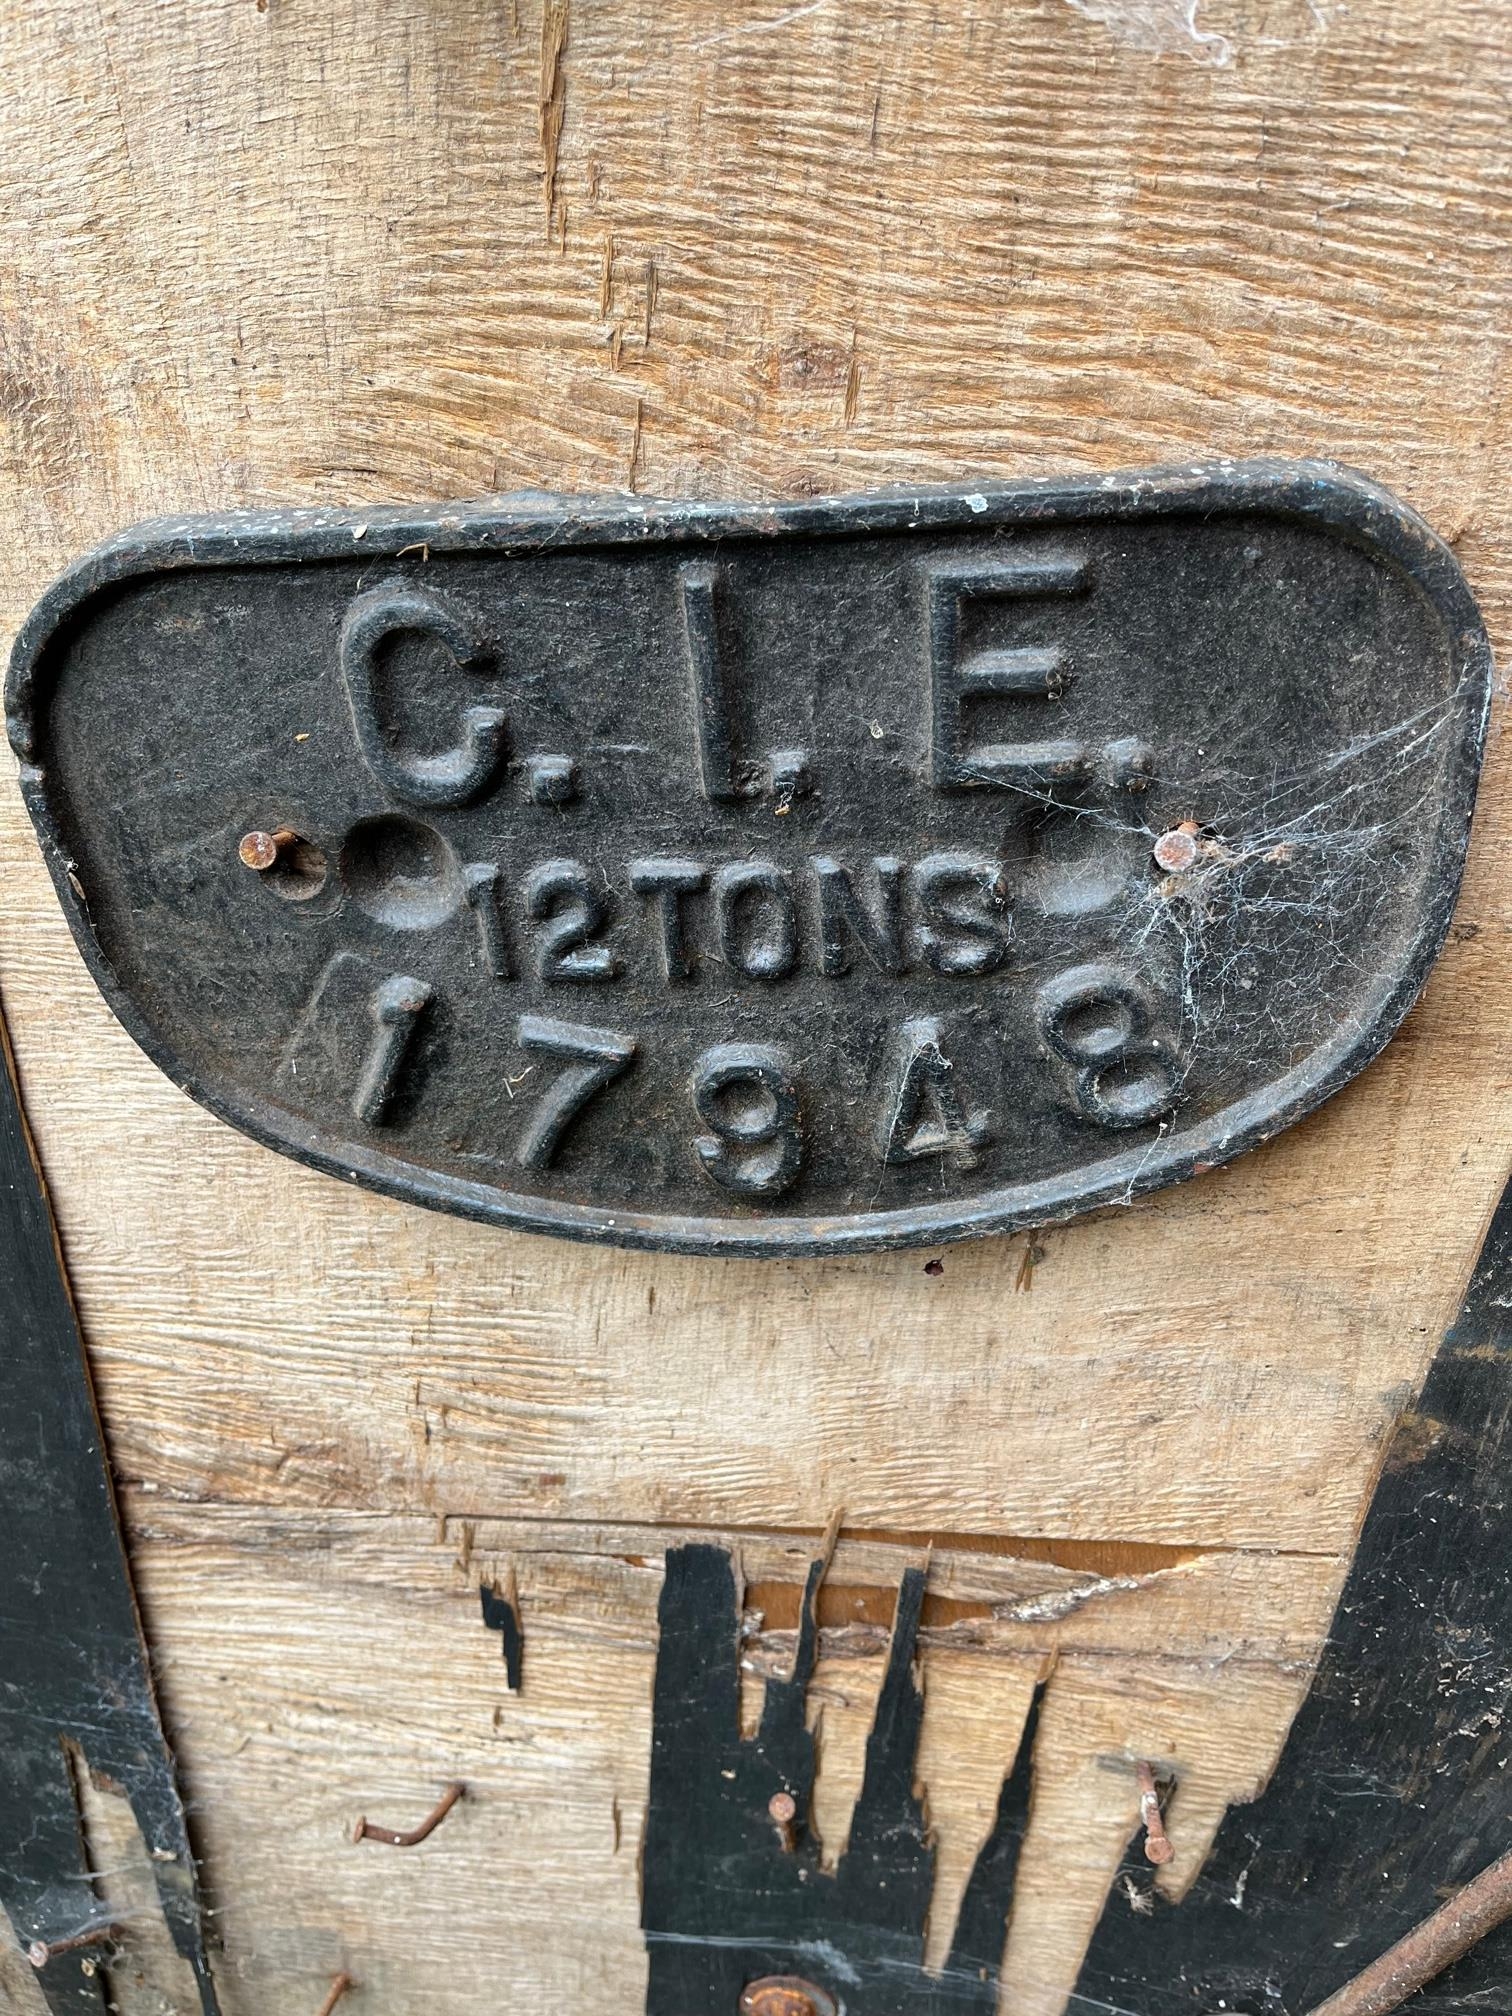 C. I. E.
12 TONS
17948